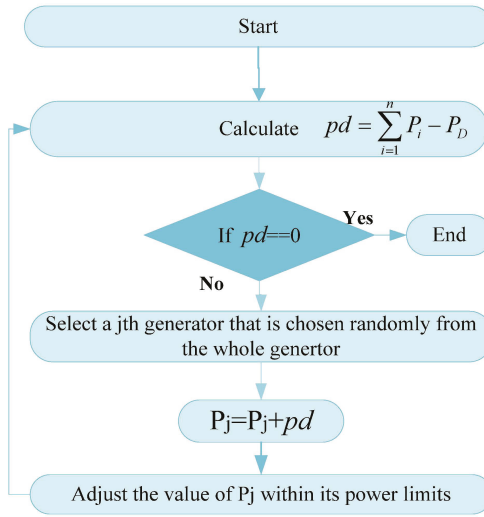 Start
Calculate $pd = \sum_{i=1}^{n} P_i - P_D$
If pd==0
Yes
End
No
Select a jth generator that is chosen randomly from
the whole genertor
Pj=Pj+pd
Adjust the value of Pj within its power limits